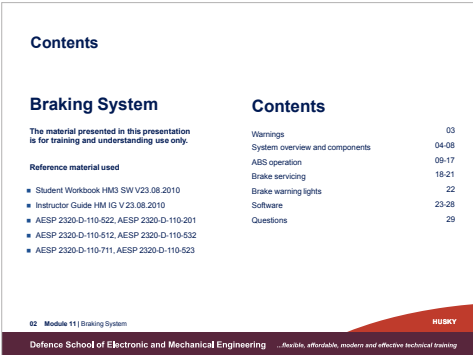 Contents
Braking System
The material presented in this presentation
is for training and understanding use only.
Reference material used
Student Workbook HM3 SW V23.08.2010
Instructor Guide HM IG V 23.08.2010
AESP 2320-D-110-522, AESP 2320-D-110-201
AESP 2320-D-110-512, AESP 2320-D-110-532
AESP 2320-D-110-711, AESP 2320-D-110-523
Contents
Warnings 03
System overview and components 04-08
ABS operation 09-17
Brake servicing 18-21
Brake warning lights 22
Software 23-28
Questions 29
02 Module 11 | Braking System
HUSKY
Defence School of Electronic and Mechanical Engineering ...flexible, affordable, modern and effective technical training